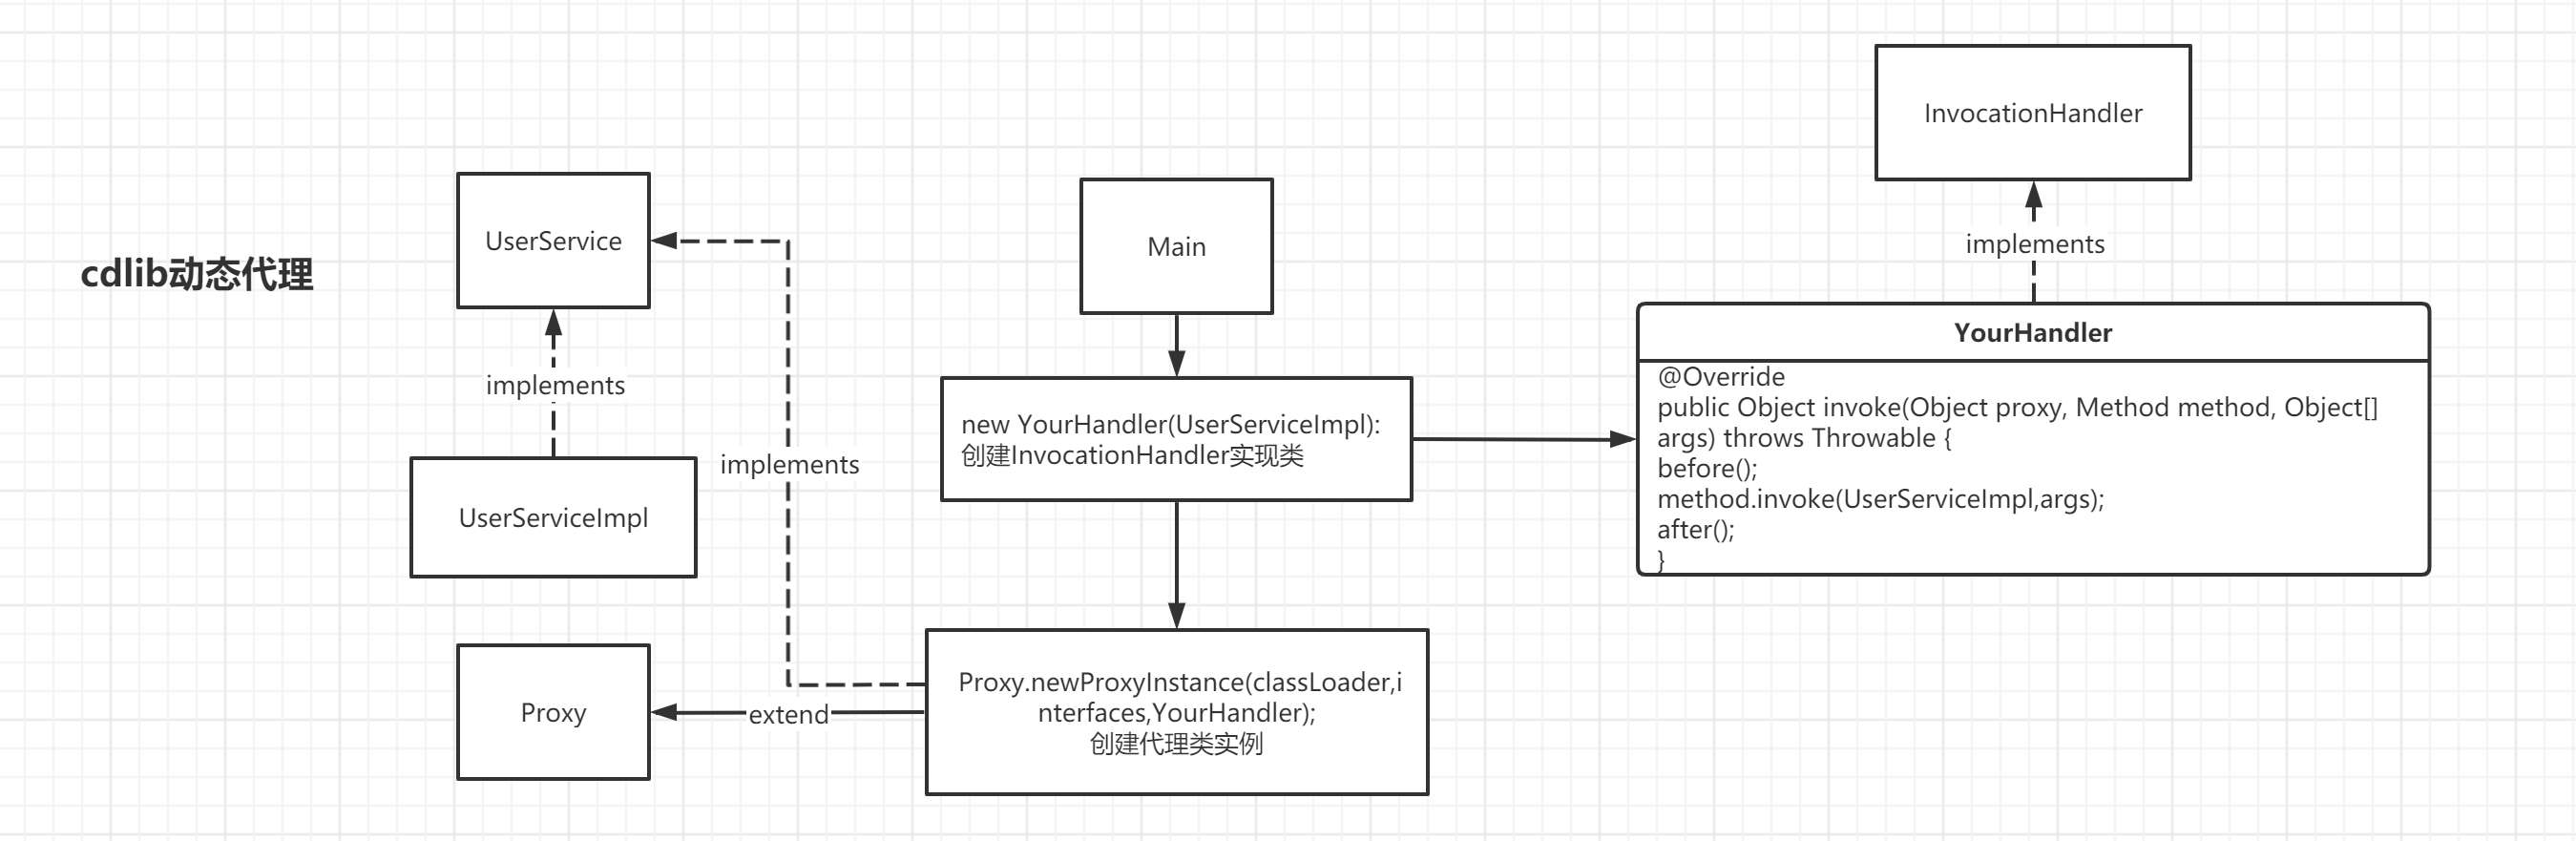 cdlib动态代理
UserService
implements
UserServiceImpl
implements
Proxy
extend
Main
new YourHandler(UserServiceImpl):
创建InvocationHandler实现类
Proxy.newProxyInstance(classLoader,i
nterfaces,YourHandler);
创建代理类实例
InvocationHandler
implements
YourHandler
@Override
public Object invoke(Object proxy, Method method, Object[]
args) throws Throwable {
before();
method.invoke(UserServiceImpl,args);
after();
}